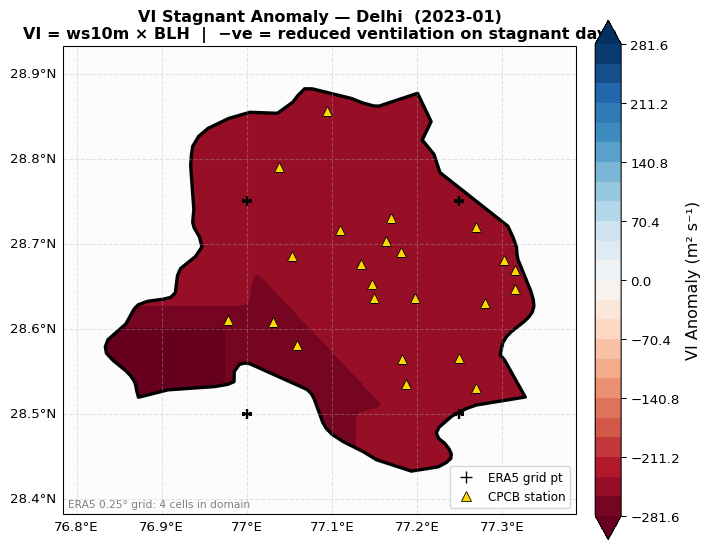 VI Stagnant Anomaly — Delhi  (2023-01)
VI = ws10m × BLH  |  −ve = reduced ventilation on stagnant day
28.9°N
28.8°N
28.7°N
28.6°N
28.5°N
28.4°N
76.8°E
76.9°E
77°E
77.1°E
77.2°E
77.3°E
ERA5 0.25° grid: 4 cells in domain
ERA5 grid pt
CPCB station
281.6
211.2
140.8
70.4
0.0
−70.4
−140.8
−211.2
−281.6
VI Anomaly (m² s⁻¹)